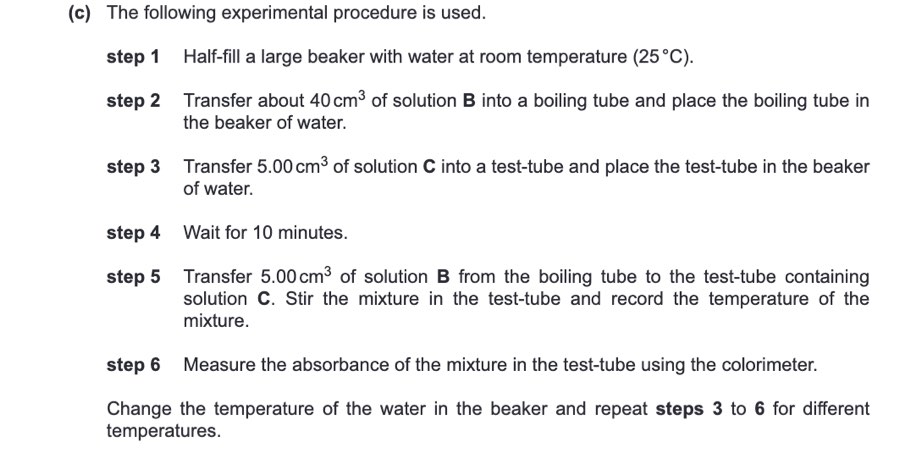 (c) The following experimental procedure is used.
step 1 Half-fill a large beaker with water at room temperature (25 °C).
step 2 Transfer about 40 cm³ of solution B into a boiling tube and place the boiling tube in
the beaker of water.
step 3 Transfer 5.00 cm³ of solution C into a test-tube and place the test-tube in the beaker
of water.
step 4 Wait for 10 minutes.
step 5 Transfer 5.00 cm³ of solution B from the boiling tube to the test-tube containing
solution C. Stir the mixture in the test-tube and record the temperature of the
mixture.
step 6 Measure the absorbance of the mixture in the test-tube using the colorimeter.
Change the temperature of the water in the beaker and repeat steps 3 to 6 for different
temperatures.